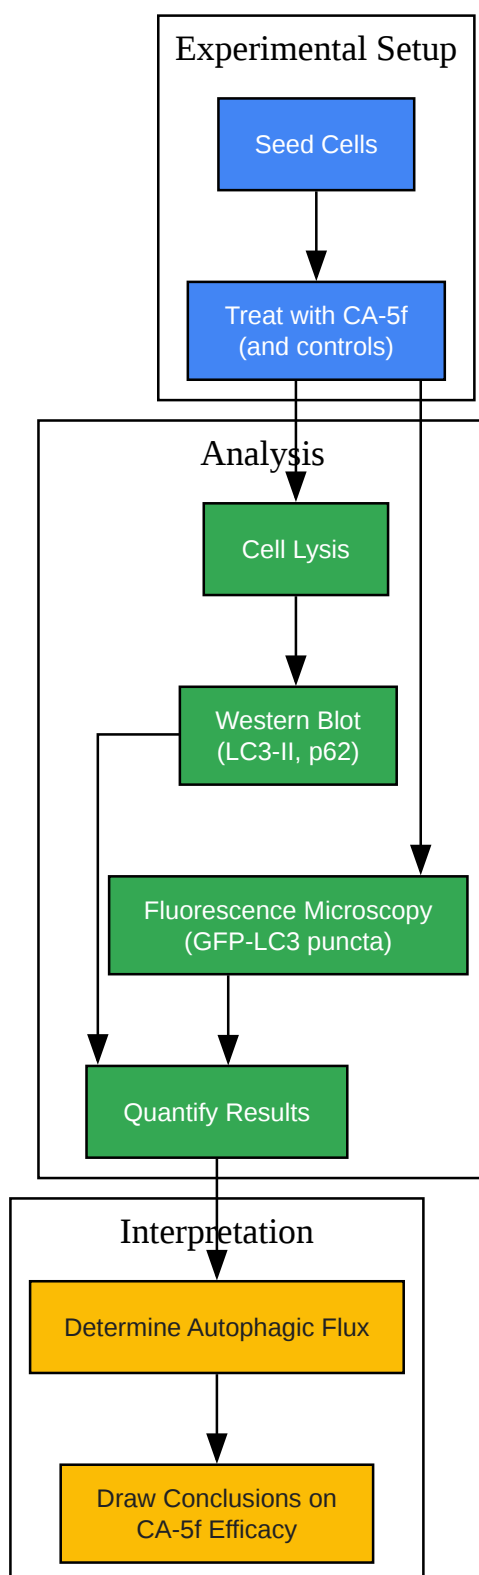 Experimental Setup
Seed Cells
Treat with CA-5f
(and controls)
Analysis
Cell Lysis
Western Blot
(LC3-II, p62)
Fluorescence Microscopy
(GFP-LC3 puncta)
Quantify Results
Interpretation
Determine Autophagic Flux
Draw Conclusions on
CA-5f Efficacy